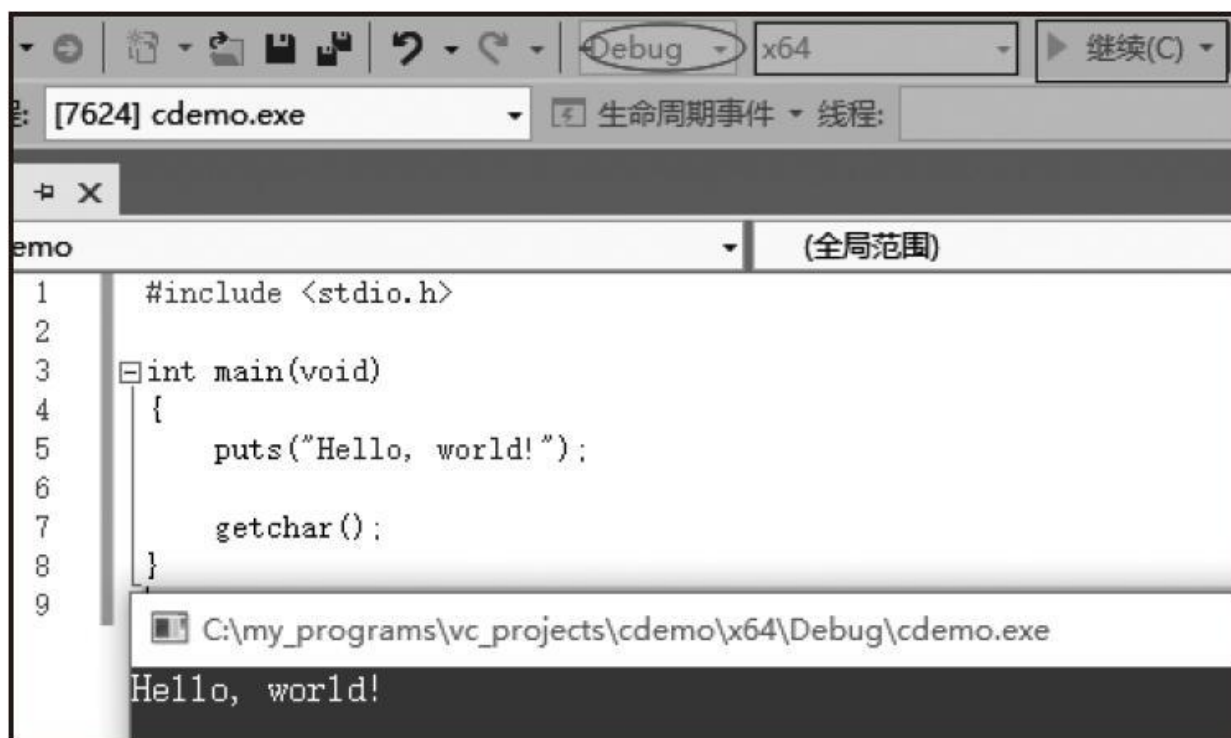 Debug x64 继续(C)
[7624] cdemo.exe 生命周期事件 线程:
emo (全局范围)
1 #include <stdio.h>
2
3 int main(void)
4 {
5 puts("Hello, world!");
6
7 getchar();
8 }
9
C:\my_programs\vc_projects\cdemo\x64\Debug\cdemo.exe
Hello, world!